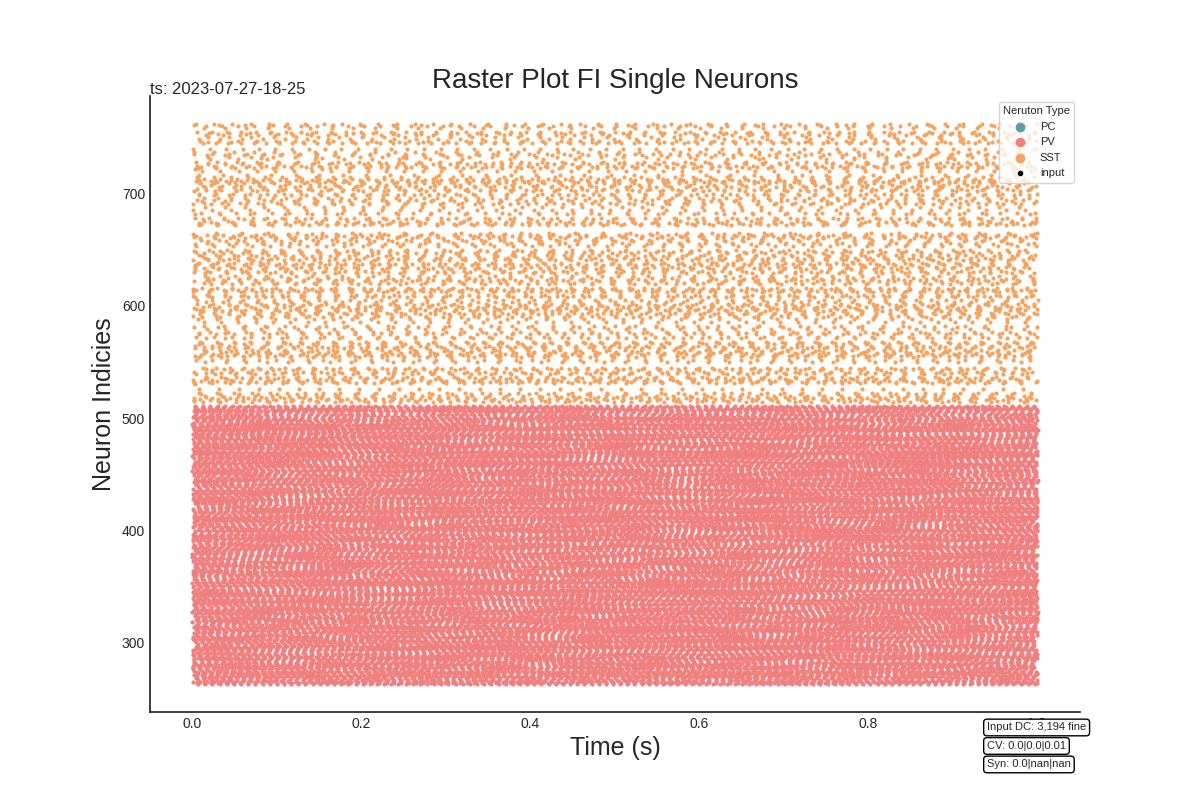 Raster Plot FI Single Neurons
ts: 2023-07-27-18-25
Neruton Type
PC
PV
SST
input
Neuron Indicies
700
600
500
400
300
0.0 0.2 0.4 0.6 0.8
Time (s)
Input DC: 3,194 fine
CV: 0.0|0.0|0.01
Syn: 0.0|nan|nan